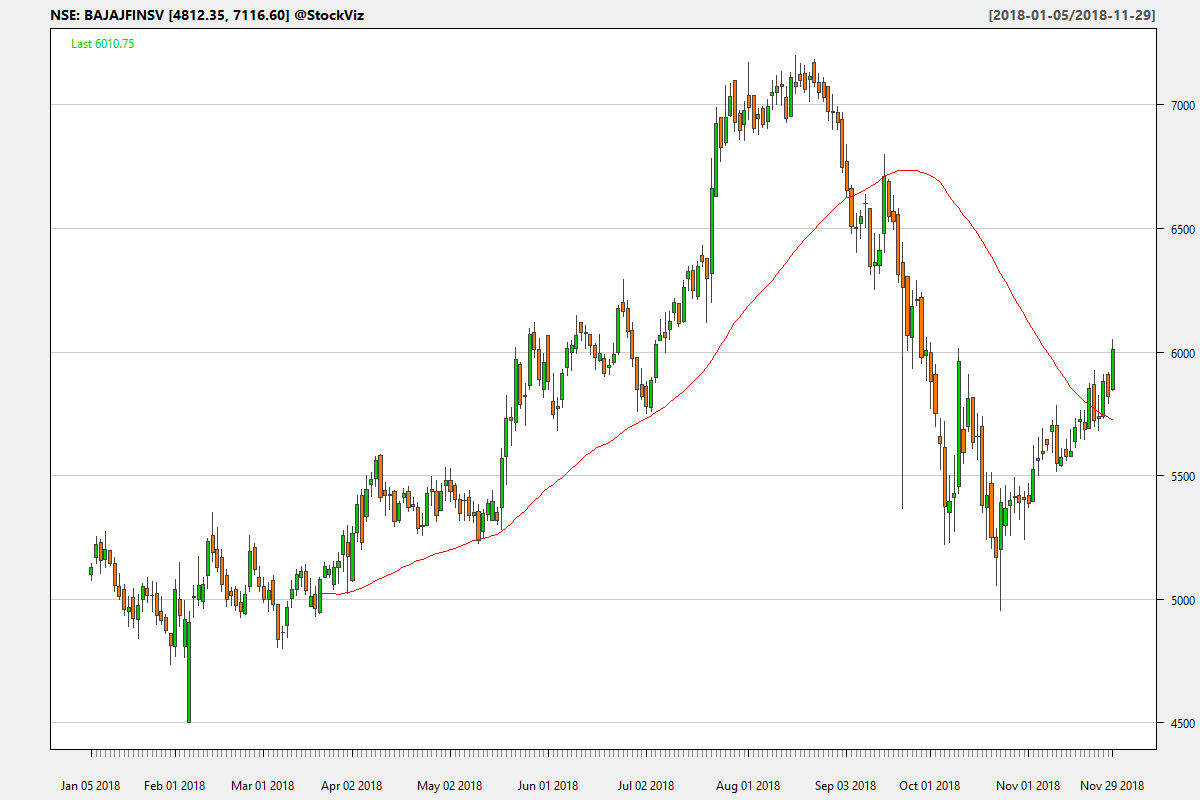 NSE: BAJAJFINSV [4812.35, 7116.60] @StockViz [2018-01-05/2018-11-29]
Last 6010.75
7000
6500
6000
5500
5000
4500
Jan 05 2018 Feb 01 2018 Mar 01 2018 Apr 02 2018 May 02 2018 Jun 01 2018 Jul 02 2018 Aug 01 2018 Sep 03 2018 Oct 01 2018 Nov 01 2018 Nov 29 2018